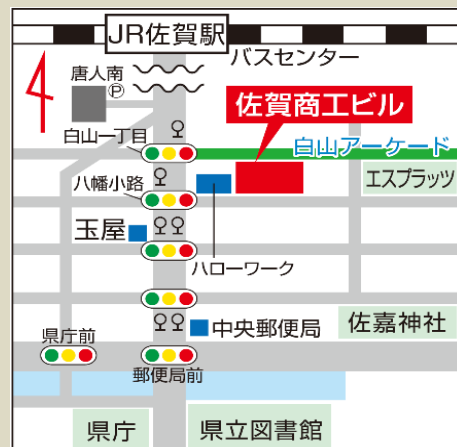 JR佐賀駅
バスセンター
唐人南
P
佐賀商工ビル
白山一丁目
白山アーケード
八幡小路
エスプラッツ
玉屋
ハローワーク
中央郵便局
佐嘉神社
県庁前
郵便局前
県庁
県立図書館